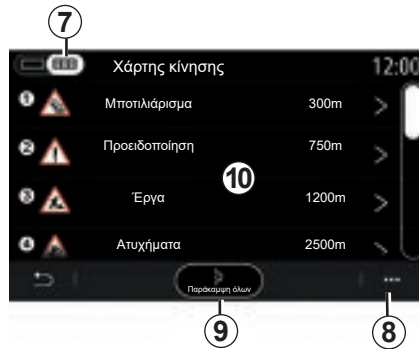 7
Χάρτης κίνησης 12:00
1 Μποτιλιάρισμα 300m
2 Προειδοποίηση 750m
10
3 Έργα 1200m
4 Ατυχήματα 2500m
Παράκαμψη όλων
9 8